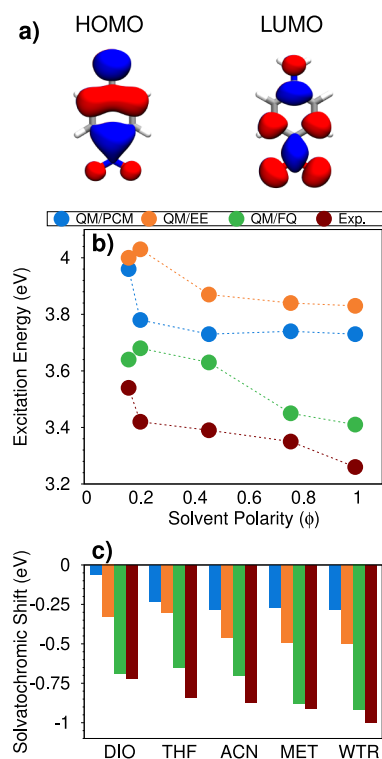 a) HOMO LUMO
QM/PCM QM/EE QM/FQ Exp.
b)
Excitation Energy (eV)
4
3.8
3.6
3.4
3.2
0 0.2 0.4 0.6 0.8 1
Solvent Polarity (ϕ)
c)
Solvatochromic Shift (eV)
0
-0.25
-0.5
-0.75
-1
DIO THF ACN MET WTR